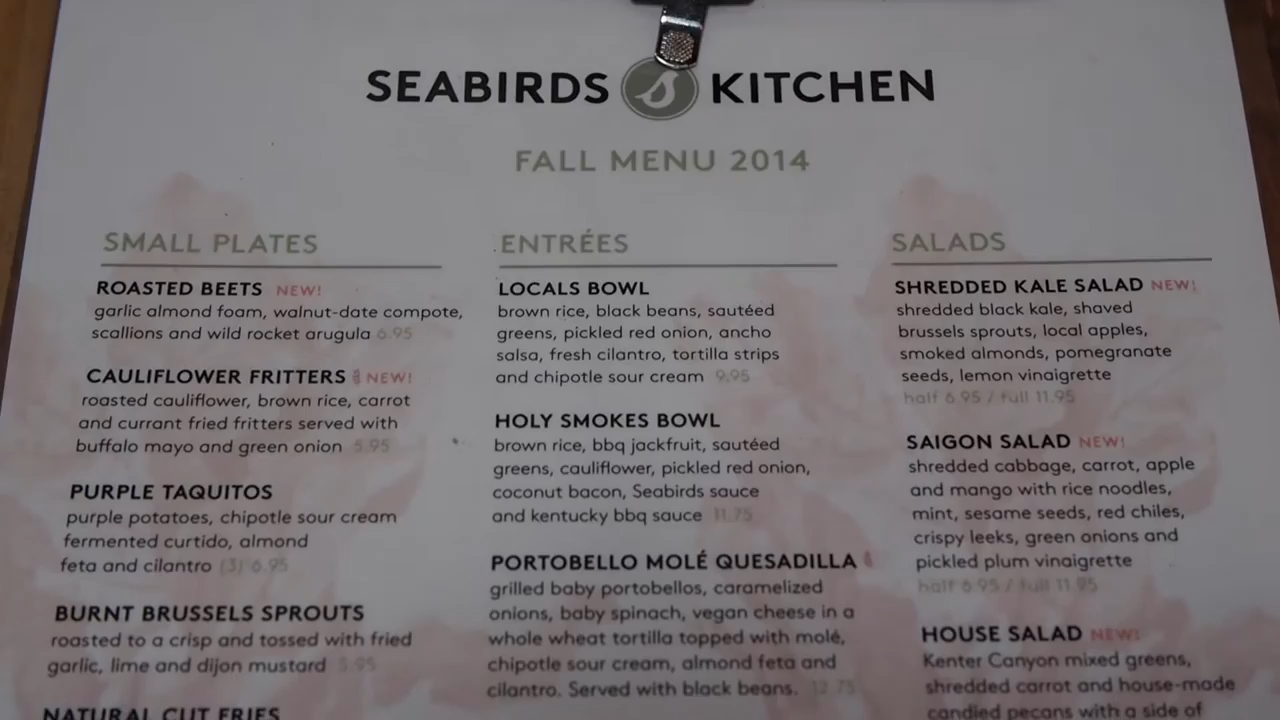 SEABIRDS KITCHEN
FALL MENU 2014
SMALL PLATES
ROASTED BEETS NEW!
garlic almond foam, walnut-date compote,
scallions and wild rocket arugula 6.95
CAULIFLOWER FRITTERS NEW!
roasted cauliflower, brown rice, carrot
and currant fried fritters served with
buffalo mayo and green onion 5.95
PURPLE TAQUITOS
purple potatoes, chipotle sour cream
fermented curtido, almond
feta and cilantro (3) 6.95
BURNT BRUSSELS SPROUTS
roasted to a crisp and tossed with fried
garlic, lime and dijon mustard 5.95
NATURAL CUT FRIES
ENTRÉES
LOCALS BOWL
brown rice, black beans, sautéed
greens, pickled red onion, ancho
salsa, fresh cilantro, tortilla strips
and chipotle sour cream 9.95
HOLY SMOKES BOWL
brown rice, bbq jackfruit, sautéed
greens, cauliflower, pickled red onion,
coconut bacon, Seabirds sauce
and kentucky bbq sauce 11.75
PORTOBELLO MOLÉ QUESADILLA
grilled baby portobellos, caramelized
onions, baby spinach, vegan cheese in a
whole wheat tortilla topped with molé,
chipotle sour cream, almond feta and
cilantro. Served with black beans. 12.75
SALADS
SHREDDED KALE SALAD NEW!
shredded black kale, shaved
brussels sprouts, local apples,
smoked almonds, pomegranate
seeds, lemon vinaigrette
half 6.95 / full 11.95
SAIGON SALAD NEW!
shredded cabbage, carrot, apple
and mango with rice noodles,
mint, sesame seeds, red chiles,
crispy leeks, green onions and
pickled plum vinaigrette
half 6.95 / full 11.95
HOUSE SALAD NEW!
Kenter Canyon mixed greens,
shredded carrot and house-made
candied pecans with a side of